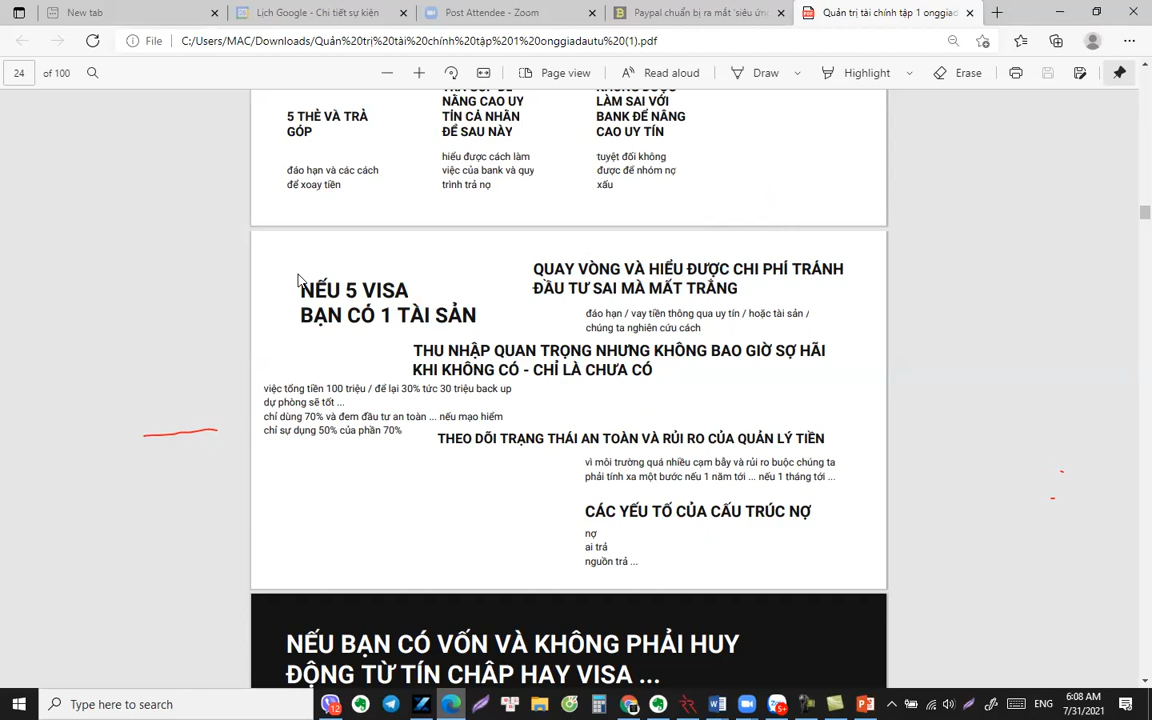 New tab
Lịch Google - Chi tiết sự kiện
Post Attendee - Zoom
Paypal chuẩn bị ra mắt 'siêu ứng
Quản trị tài chính tập 1 onggiad
File
C:/Users/MAC/Downloads/Quản%20trị%20tài%20chính%20tập%201%20onggiadautu%20(1).pdf
24
of 100
Page view
Read aloud
Draw
Highlight
Erase
5 THẺ VÀ TRẢ
GÓP
đáo hạn và các cách
để xoay tiền
NÂNG CAO UY
TÍN CÁ NHÂN
ĐỂ SAU NÀY
hiểu được cách làm
việc của bank và quy
trình trả nợ
LÀM SAI VỚI
BANK ĐỂ NÂNG
CAO UY TÍN
tuyệt đối không
được để nhóm nợ
xấu
NẾU 5 VISA
BẠN CÓ 1 TÀI SẢN
QUAY VÒNG VÀ HIỂU ĐƯỢC CHI PHÍ TRÁNH
ĐẦU TƯ SAI MÀ MẤT TRẮNG
đáo hạn / vay tiền thông qua uy tín / hoặc tài sản /
chúng ta nghiên cứu cách
THU NHẬP QUAN TRỌNG NHƯNG KHÔNG BAO GIỜ SỢ HÃI
KHI KHÔNG CÓ - CHỈ LÀ CHƯA CÓ
việc tổng tiền 100 triệu / để lại 30% tức 30 triệu back up
dự phòng sẽ tốt ...
chỉ dùng 70% và đem đầu tư an toàn ... nếu mạo hiểm
chỉ sự dụng 50% của phần 70%
THEO DÕI TRẠNG THÁI AN TOÀN VÀ RỦI RO CỦA QUẢN LÝ TIỀN
vì môi trường quá nhiều cạm bẫy và rủi ro buộc chúng ta
phải tính xa một bước nếu 1 năm tới ... nếu 1 tháng tới ...
CÁC YẾU TỐ CỦA CẤU TRÚC NỢ
nợ
ai trả
nguồn trả ...
NẾU BẠN CÓ VỐN VÀ KHÔNG PHẢI HUY
ĐỘNG TỪ TÍN CHẤP HAY VISA ...
Type here to search
12
5+
ENG
6:08 AM
7/31/2021